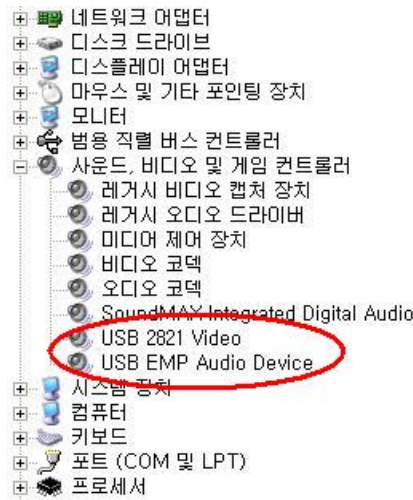 네트워크 어댑터
디스크 드라이브
디스플레이 어댑터
마우스 및 기타 포인팅 장치
모니터
범용 직렬 버스 컨트롤러
사운드, 비디오 및 게임 컨트롤러
레거시 비디오 캡처 장치
레거시 오디오 드라이버
미디어 제어 장치
비디오 코덱
오디오 코덱
SoundMAX Integrated Digital Audio
USB 2821 Video
USB EMP Audio Device
시스템 장치
컴퓨터
키보드
포트 (COM 및 LPT)
프로세서